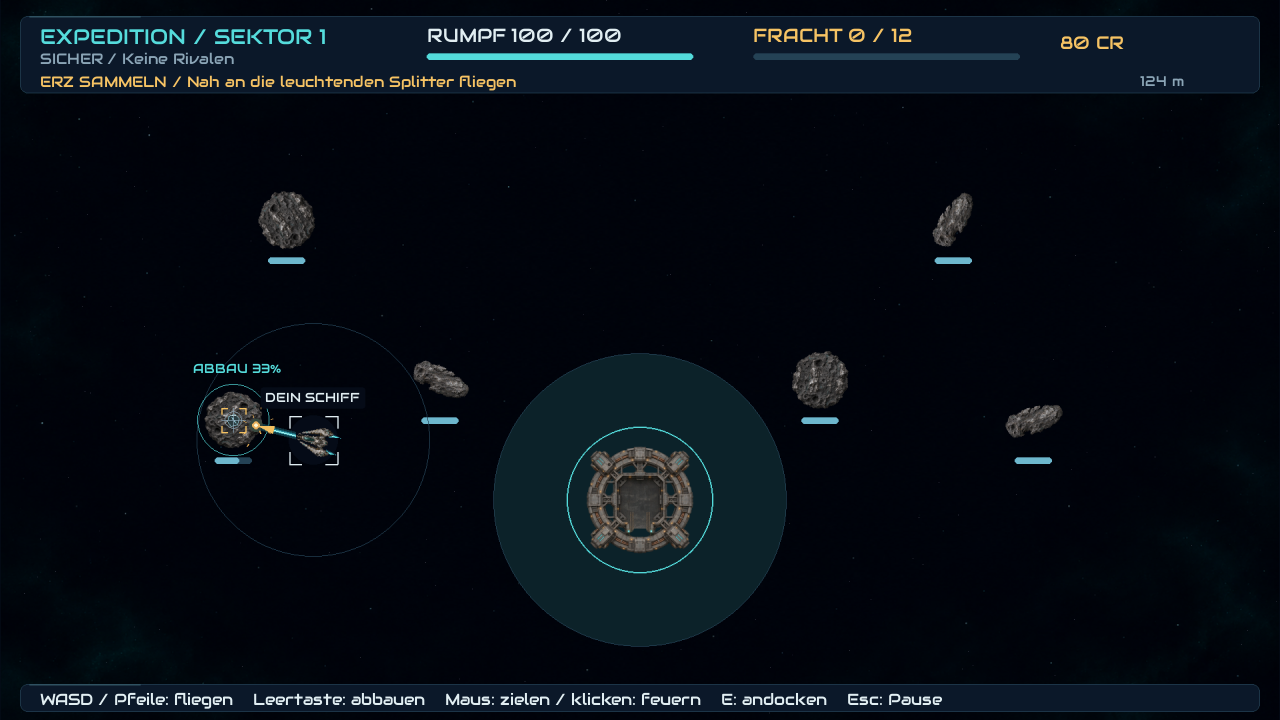 EXPEDITION / SEKTOR 1
SICHER / Keine Rivalen
ERZ SAMMELN / Nah an die leuchtenden Splitter fliegen
RUMPF 100 / 100
FRACHT 0 / 12
80 CR
124 m
ABBAU 33%
DEIN SCHIFF
WASD / Pfeile: fliegen Leertaste: abbauen Maus: zielen / klicken: feuern E: andocken Esc: Pause